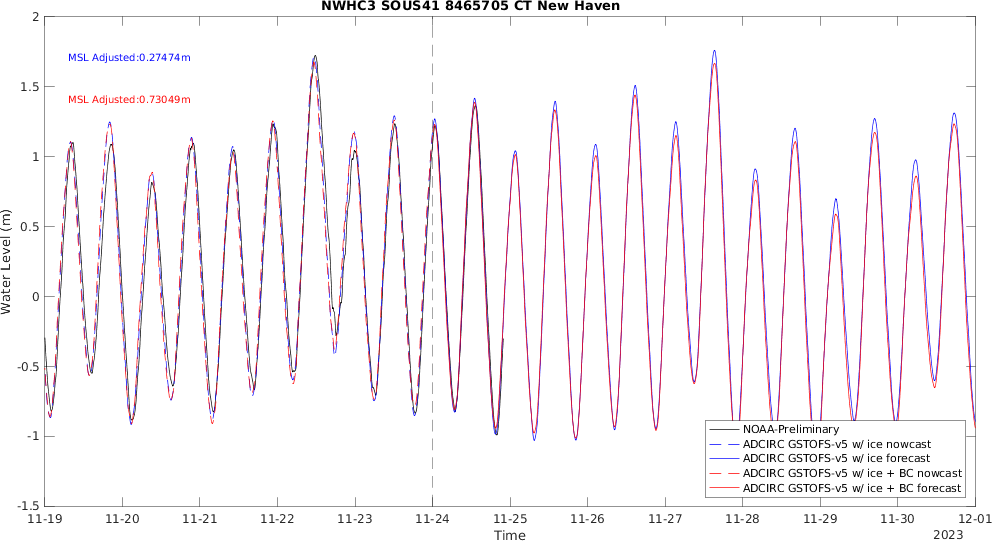 NWHC3 SOUS41 8465705 CT New Haven
2
1.5
1
0.5
0
-0.5
-1
-1.5
Water Level (m)
MSL Adjusted:0.27474m
MSL Adjusted:0.73049m
NOAA-Preliminary
ADCIRC GSTOFS-v5 w/ ice nowcast
ADCIRC GSTOFS-v5 w/ ice forecast
ADCIRC GSTOFS-v5 w/ ice + BC nowcast
ADCIRC GSTOFS-v5 w/ ice + BC forecast
11-19 11-20 11-21 11-22 11-23 11-24 11-25 11-26 11-27 11-28 11-29 11-30 12-01
Time
2023